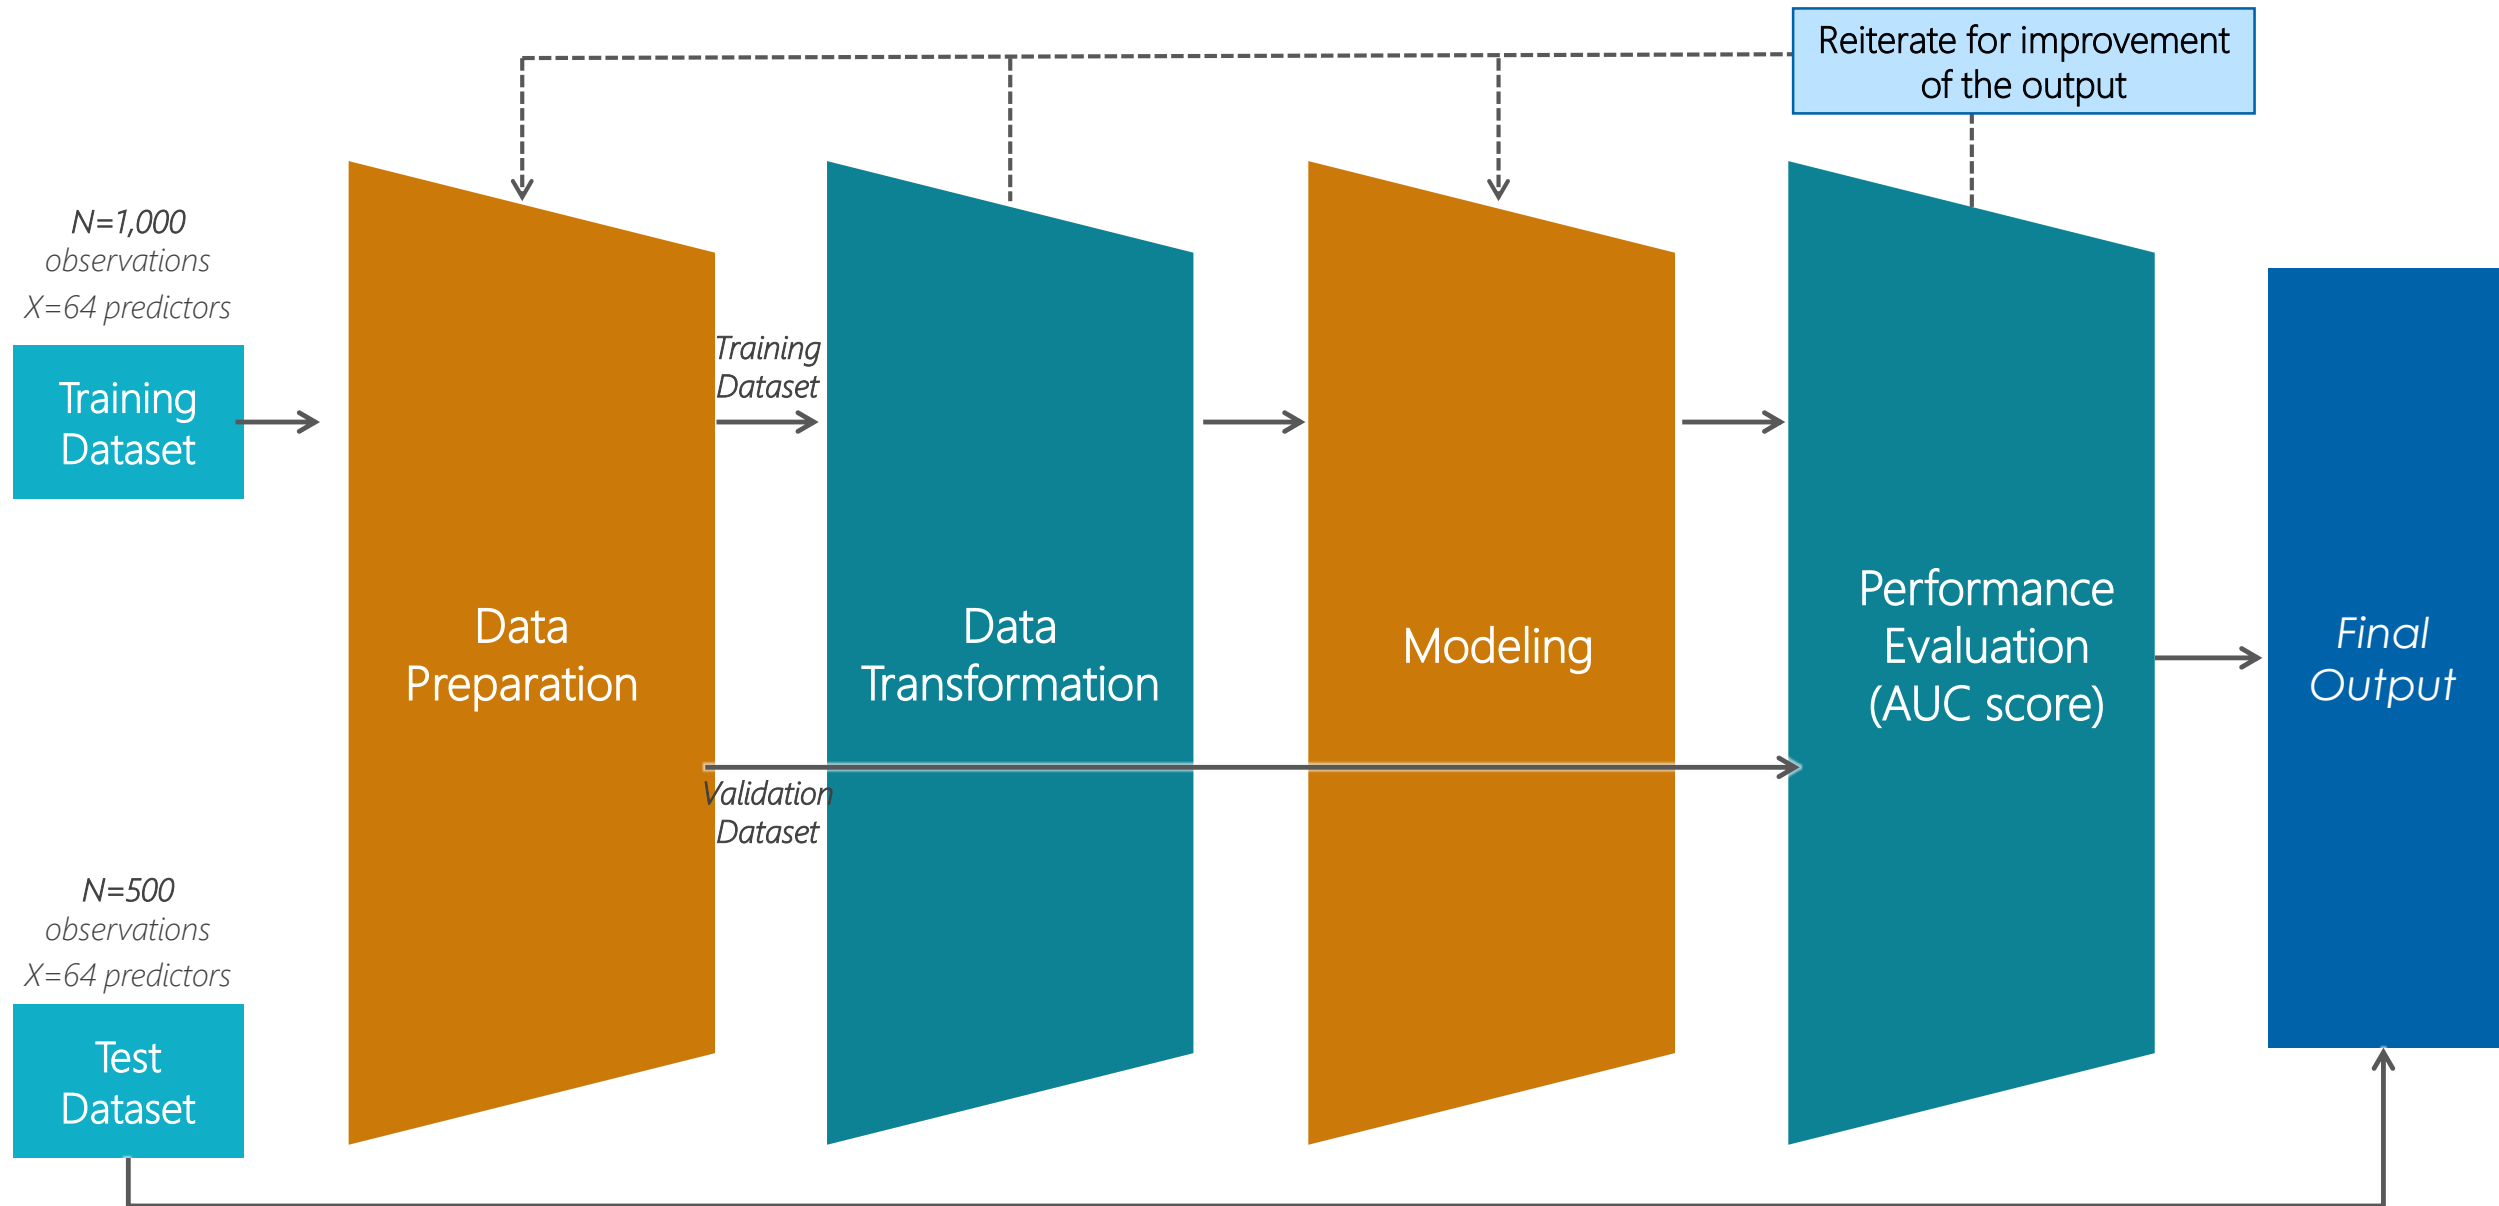 Reiterate for improvement
of the output
N=1,000
observations
X=64 predictors
Training
Dataset
Training
Dataset
Data
Preparation
Data
Transformation
Modeling
Performance
Evaluation
(AUC score)
Final
Output
Validation
Dataset
N=500
observations
X=64 predictors
Test
Dataset